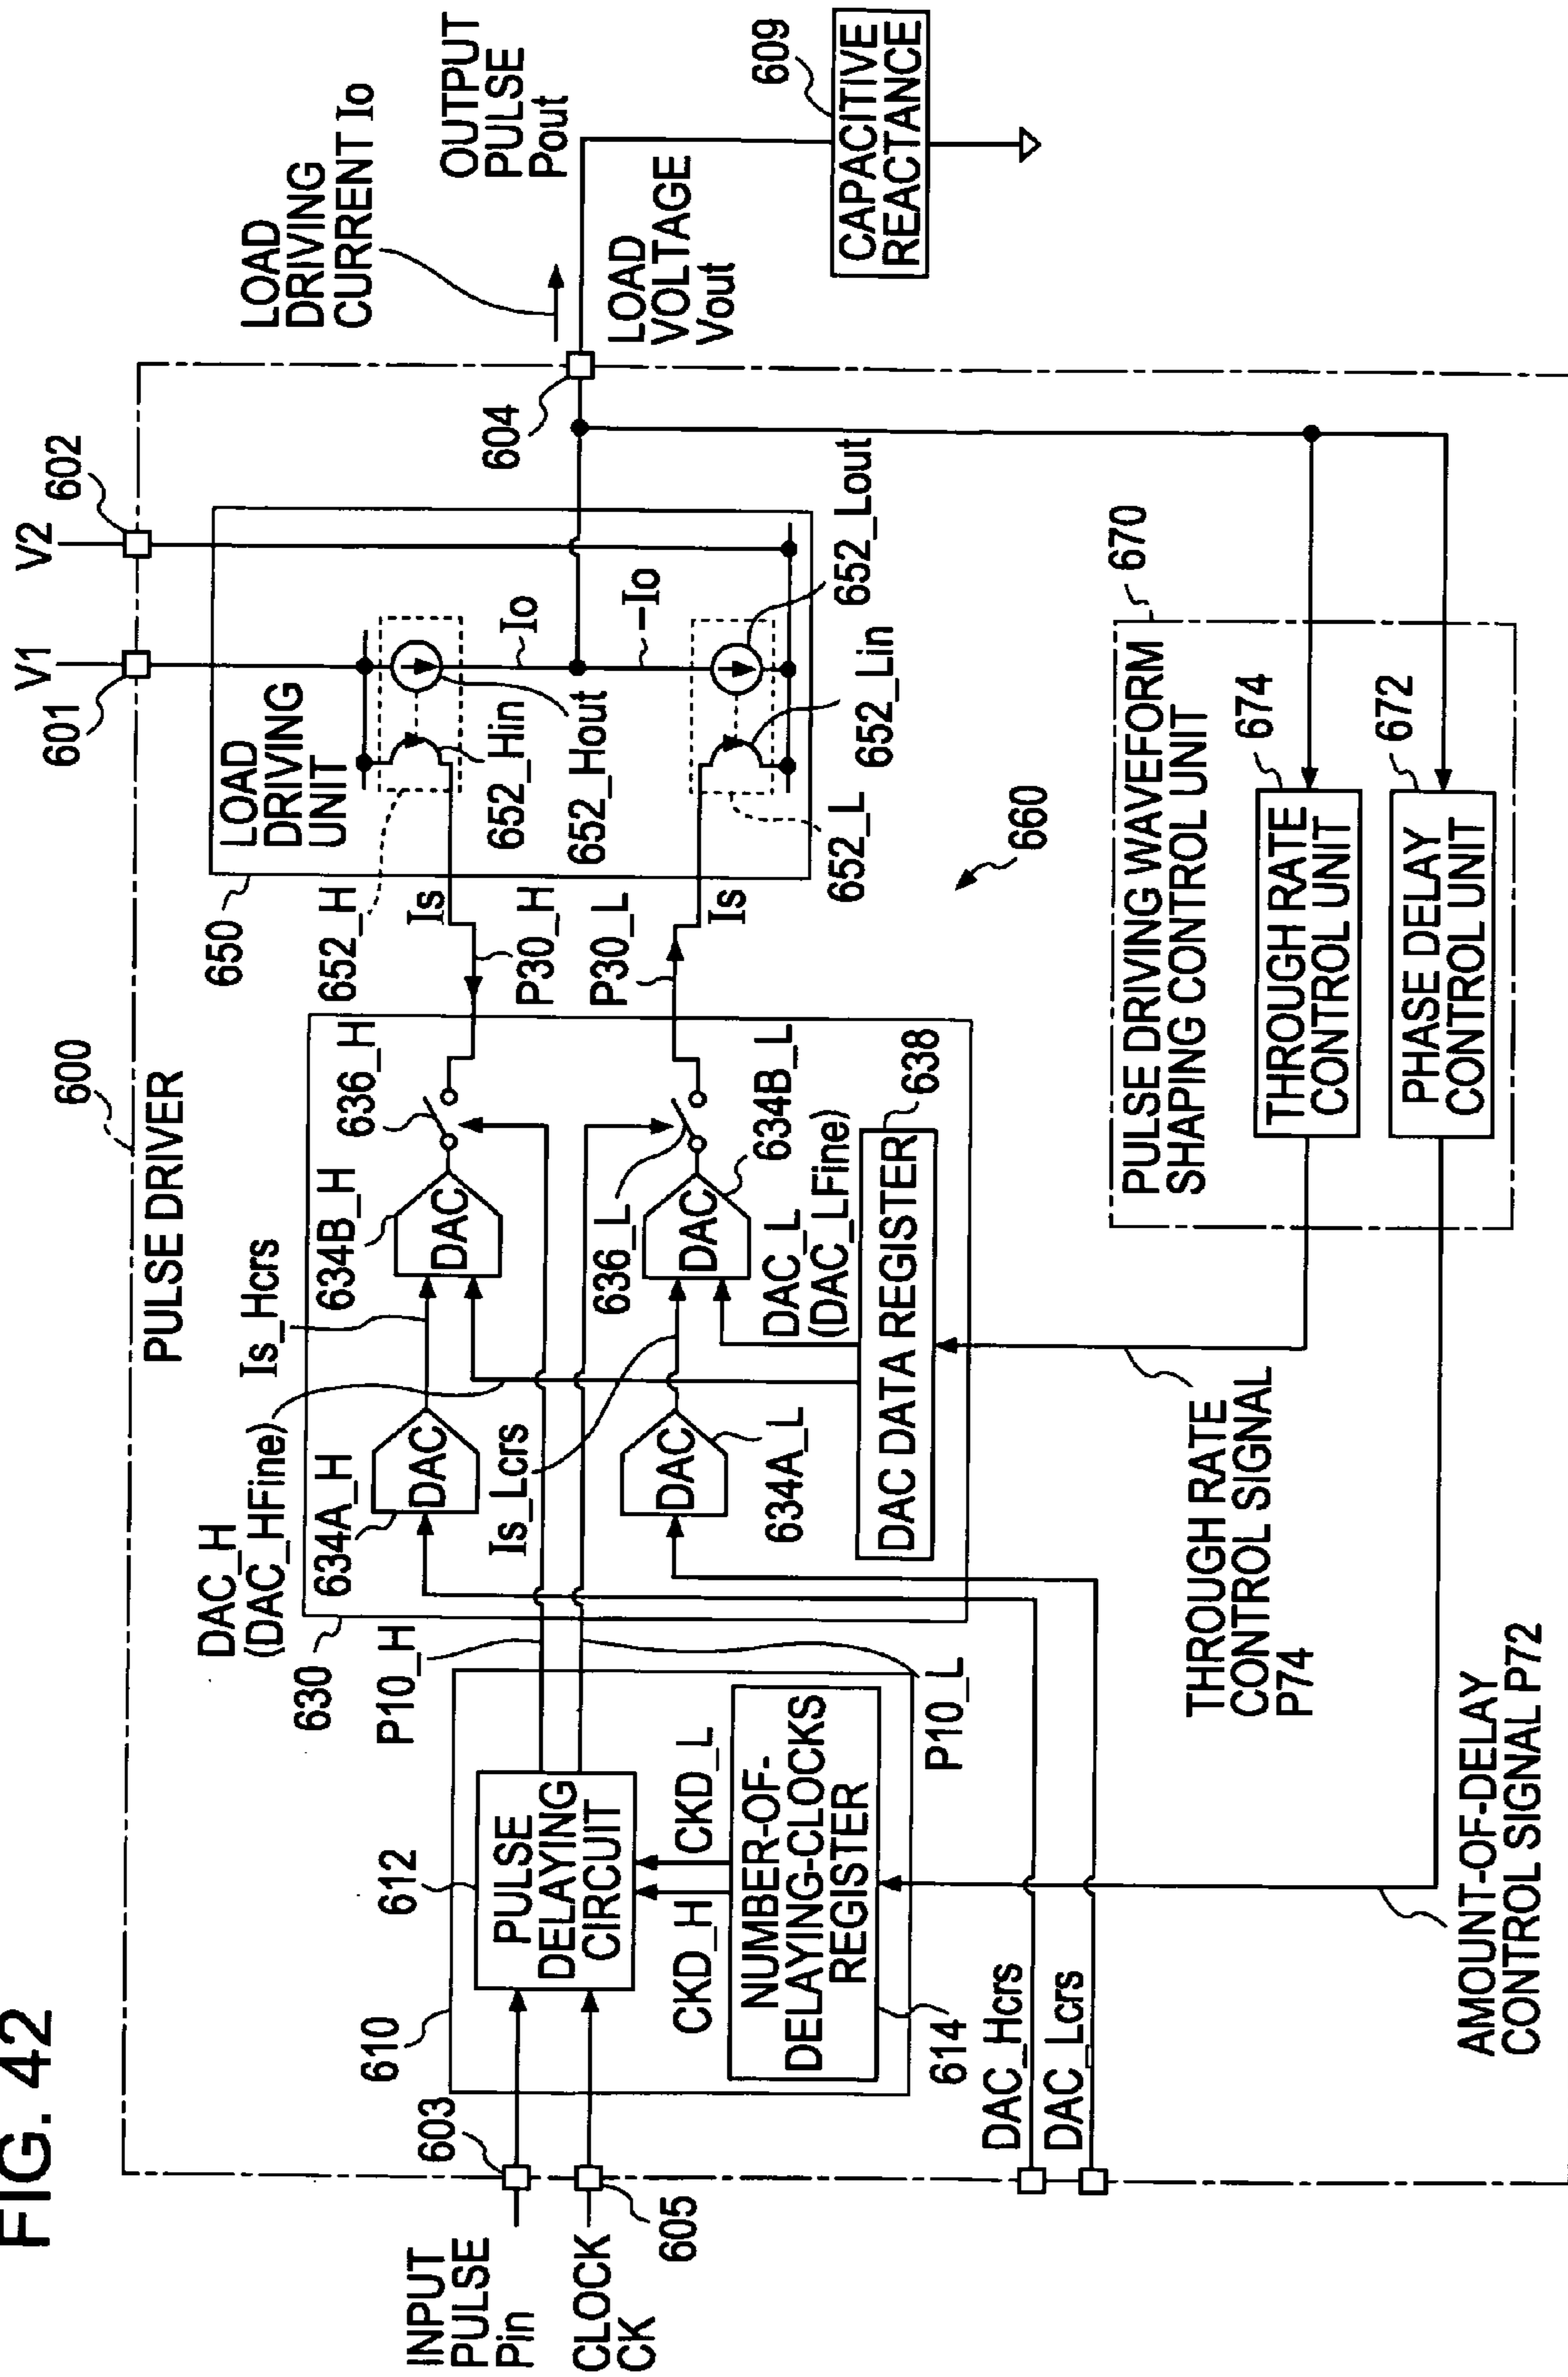 FIG. 42
600
PULSE DRIVER
V1
V2
601
602
INPUT
PULSE
Pin
603
CLOCK
CK
605
610
612
PULSE
DELAYING
CIRCUIT
CKD_H
CKD_L
NUMBER-OF-
DELAYING-CLOCKS
REGISTER
614
P10_H
P10_L
630
DAC_H
(DAC_HFine)
634A_H
DAC
Is_Hcrs
634B_H
DAC
636_H
Is_Lcrs
DAC
634A_L
636_L
DAC
634B_L
DAC_L
(DAC_LFine)
DAC DATA REGISTER
638
650
LOAD
DRIVING
UNIT
652_H
Is
P30_H
652_Hin
652_Hout
Io
-Io
P30_L
Is
652_L
652_Lin
652_Lout
604
LOAD
DRIVING
CURRENT Io
OUTPUT
PULSE
Pout
LOAD
VOLTAGE
Vout
609
CAPACITIVE
REACTANCE
660
670
PULSE DRIVING WAVEFORM
SHAPING CONTROL UNIT
674
THROUGH RATE
CONTROL UNIT
672
PHASE DELAY
CONTROL UNIT
DAC_Hcrs
DAC_Lcrs
THROUGH RATE
CONTROL SIGNAL
P74
AMOUNT-OF-DELAY
CONTROL SIGNAL P72